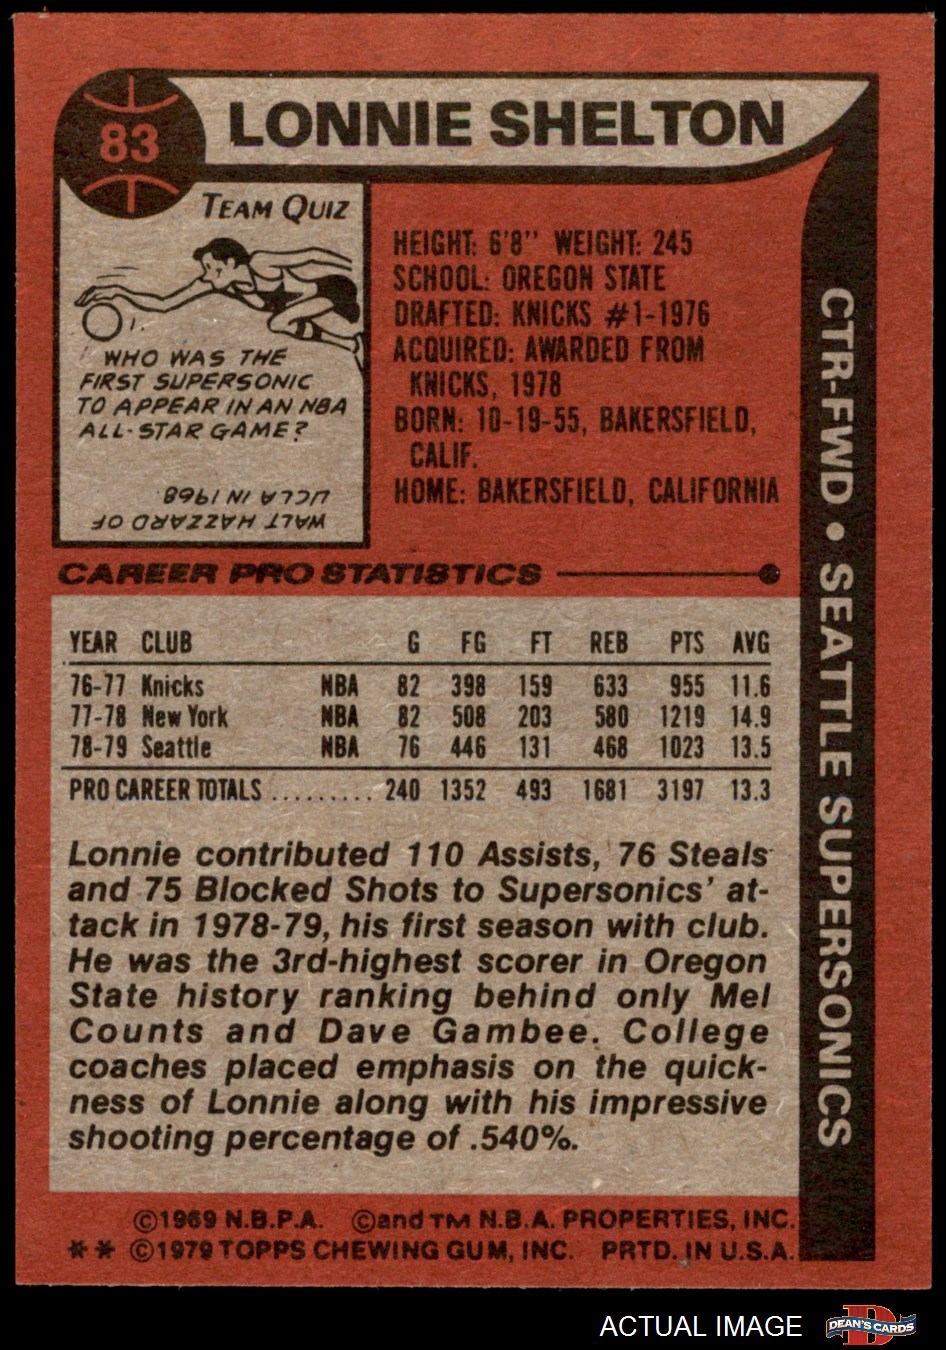 83
LONNIE SHELTON
TEAM QUIZ
WHO WAS THE
FIRST SUPERSONIC
TO APPEAR IN AN NBA
ALL-STAR GAME?
WALT HAZZARD OF
UCLA IN 1968
HEIGHT: 6'8" WEIGHT: 245
SCHOOL: OREGON STATE
DRAFTED: KNICKS #1-1976
ACQUIRED: AWARDED FROM
KNICKS, 1978
BORN: 10-19-55, BAKERSFIELD,
CALIF.
HOME: BAKERSFIELD, CALIFORNIA
CTR-FWD • SEATTLE SUPERSONICS
CAREER PRO STATISTICS
YEAR CLUB G FG FT REB PTS AVG
76-77 Knicks NBA 82 398 159 633 955 11.6
77-78 New York NBA 82 508 203 580 1219 14.9
78-79 Seattle NBA 76 446 131 468 1023 13.5
PRO CAREER TOTALS ......... 240 1352 493 1681 3197 13.3
Lonnie contributed 110 Assists, 76 Steals
and 75 Blocked Shots to Supersonics' at-
tack in 1978-79, his first season with club.
He was the 3rd-highest scorer in Oregon
State history ranking behind only Mel
Counts and Dave Gambee. College
coaches placed emphasis on the quick-
ness of Lonnie along with his impressive
shooting percentage of .540%.
©1969 N.B.P.A. ©and TM N.B.A. PROPERTIES, INC.
** ©1979 TOPPS CHEWING GUM, INC. PRTD. IN U.S.A.
ACTUAL IMAGE
D
DEAN'S CARDS